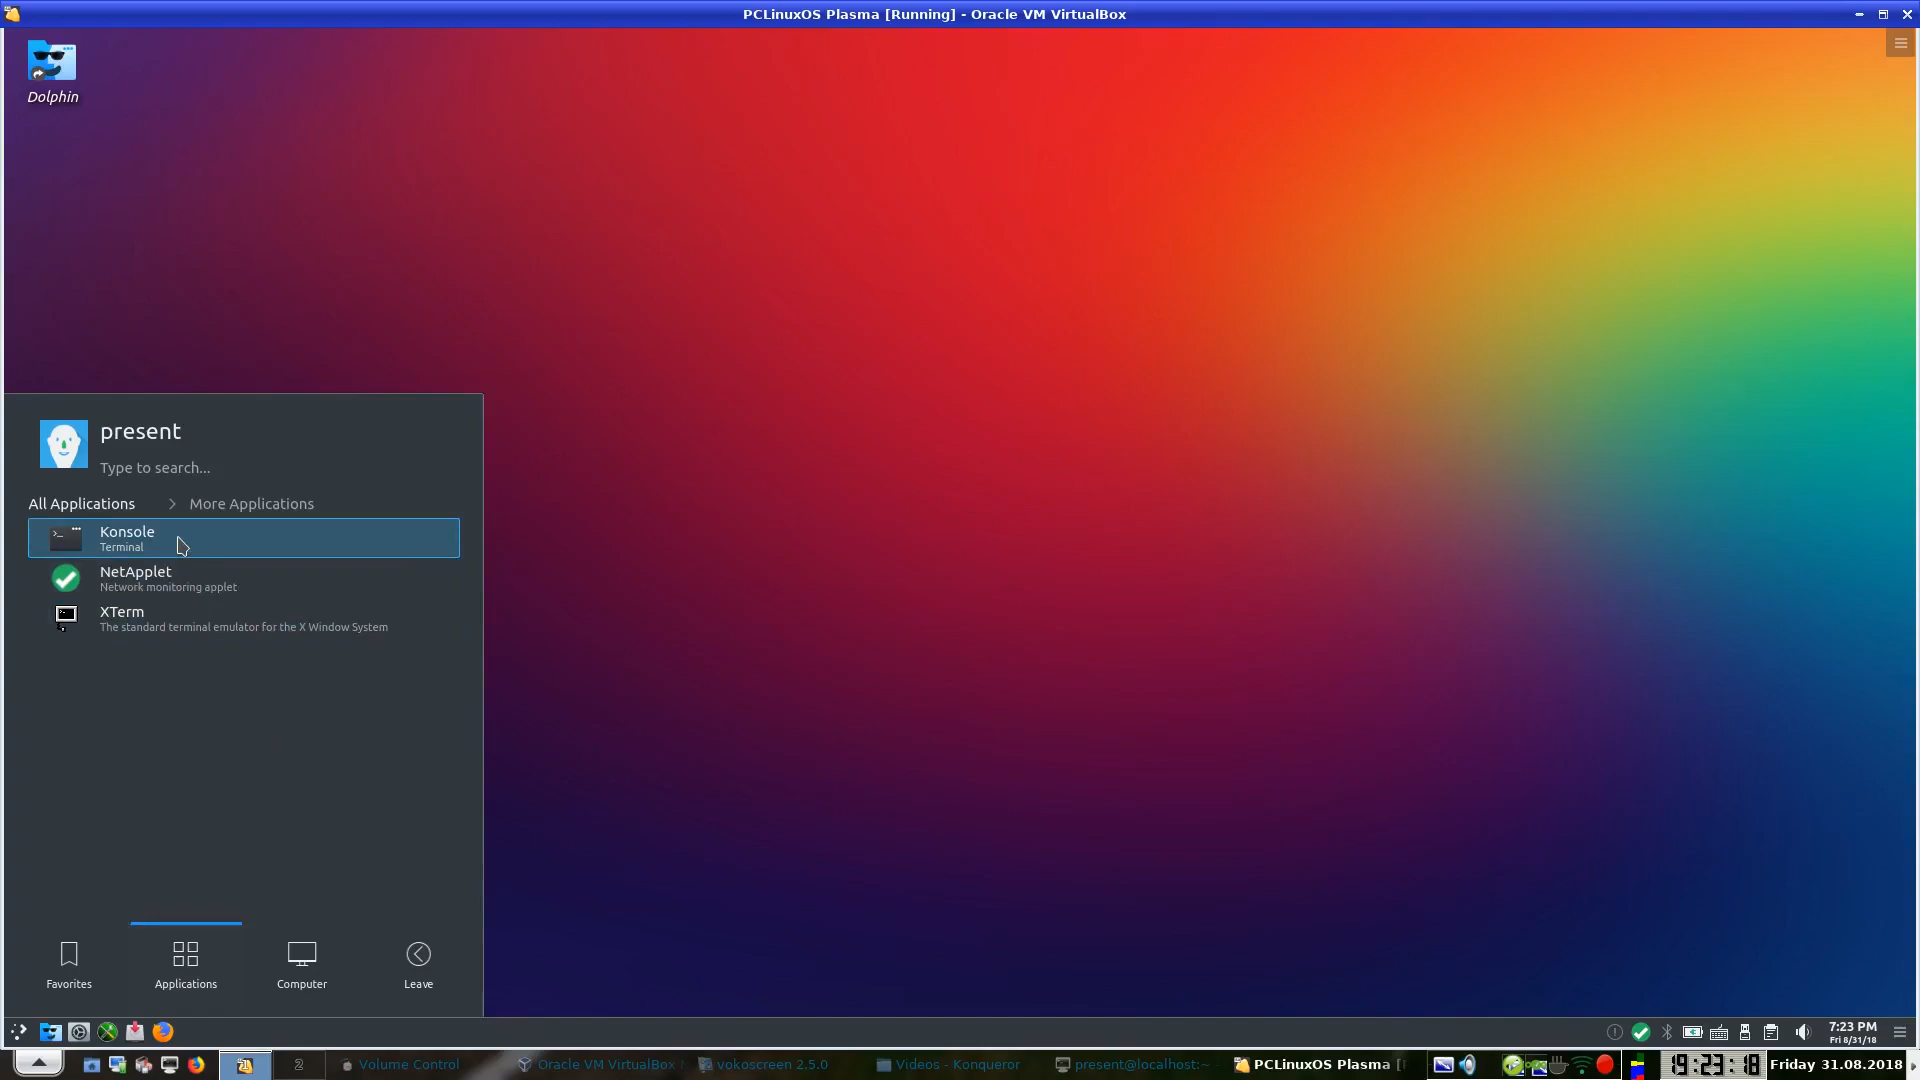 PCLinuxOS Plasma [Running] - Oracle VM VirtualBox
Dolphin
present
Type to search...
All Applications
More Applications
Konsole
Terminal
NetApplet
Network monitoring applet
XTerm
The standard terminal emulator for the X Window System
Favorites
Applications
Computer
Leave
7:23 PM
Fri 8/31/18
2
Volume Control
Oracle VM VirtualBox
vokoscreen 2.5.0
Videos - Konqueror
present@localhost:~
PCLinuxOS Plasma [
19:23:18
Friday 31.08.2018